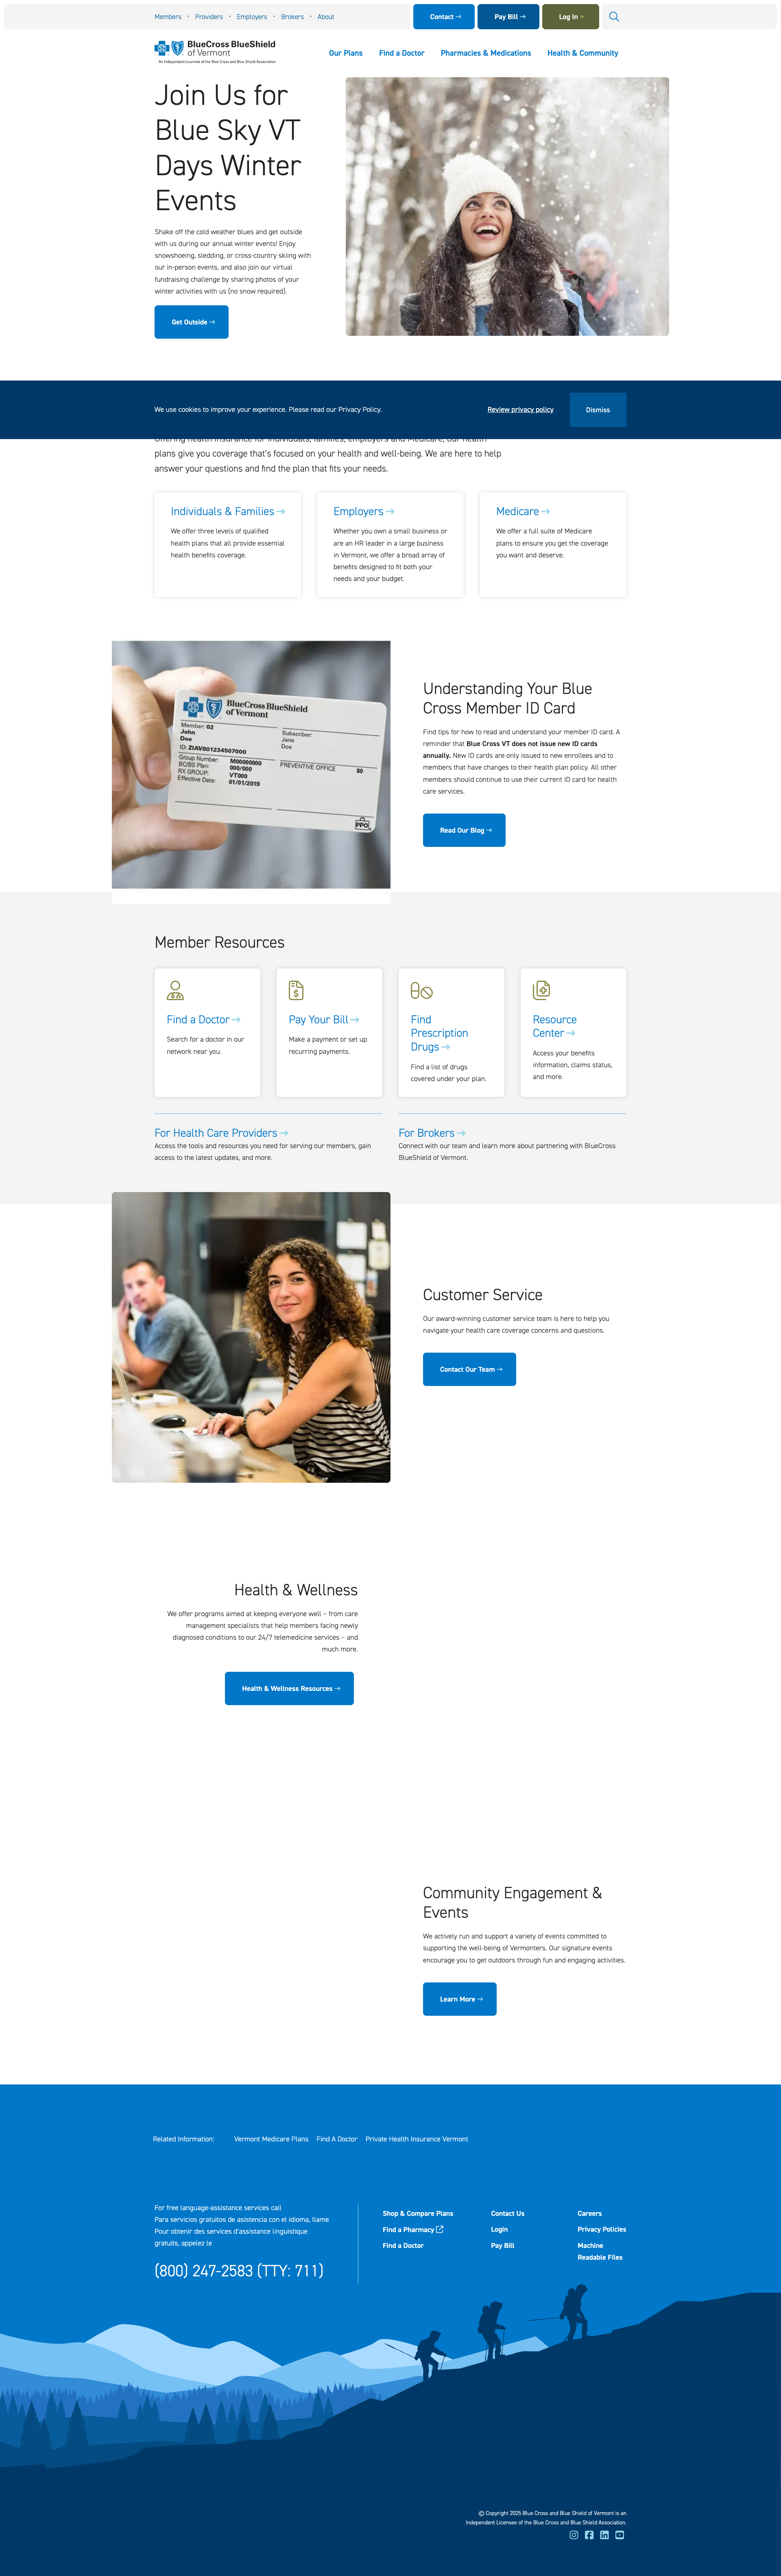 Members • Providers • Employers • Brokers • About
Contact
Pay Bill
Log In
BlueCross BlueShield
of Vermont
An Independent Licensee of the Blue Cross and Blue Shield Association.
Our Plans
Find a Doctor
Pharmacies & Medications
Health & Community
Join Us for
Blue Sky VT
Days Winter
Events
Shake off the cold weather blues and get outside
with us during our annual winter events! Enjoy
snowshoeing, sledding, or cross-country skiing with
our in-person events, and also join our virtual
fundraising challenge by sharing photos of your
winter activities with us (no snow required).
Get Outside
We use cookies to improve your experience. Please read our Privacy Policy.
Review privacy policy
Dismiss
Offering health insurance for individuals, families, employers and Medicare, our health
plans give you coverage that's focused on your health and well-being. We are here to help
answer your questions and find the plan that fits your needs.
Individuals & Families
We offer three levels of qualified
health plans that all provide essential
health benefits coverage.
Employers
Whether you own a small business or
are an HR leader in a large business
in Vermont, we offer a broad array of
benefits designed to fit both your
needs and your budget.
Medicare
We offer a full suite of Medicare
plans to ensure you get the coverage
you want and deserve.
BlueCross BlueShield
of Vermont
Member: 02
John
Doe
ID: ZIAV801234567000
Subscriber:
Jane
Doe
Group Number: M00000000
BC/BS Plan: 000/000
RX GROUP: VT000
Effective Date: 01/01/2019
PREVENTIVE OFFICE $0
PPO
Understanding Your Blue
Cross Member ID Card
Find tips for how to read and understand your member ID card. A
reminder that Blue Cross VT does not issue new ID cards
annually. New ID cards are only issued to new enrollees and to
members that have changes to their health plan policy. All other
members should continue to use their current ID card for health
care services.
Read Our Blog
Member Resources
Find a Doctor
Search for a doctor in our
network near you.
Pay Your Bill
Make a payment or set up
recurring payments.
Find
Prescription
Drugs
Find a list of drugs
covered under your plan.
Resource
Center
Access your benefits
information, claims status,
and more.
For Health Care Providers
Access the tools and resources you need for serving our members, gain
access to the latest updates, and more.
For Brokers
Connect with our team and learn more about partnering with BlueCross
BlueShield of Vermont.
Customer Service
Our award-winning customer service team is here to help you
navigate your health care coverage concerns and questions.
Contact Our Team
Health & Wellness
We offer programs aimed at keeping everyone well – from care
management specialists that help members facing newly
diagnosed conditions to our 24/7 telemedicine services – and
much more.
Health & Wellness Resources
Community Engagement &
Events
We actively run and support a variety of events committed to
supporting the well-being of Vermonters. Our signature events
encourage you to get outdoors through fun and engaging activities.
Learn More
Related Information:
Vermont Medicare Plans
Find A Doctor
Private Health Insurance Vermont
For free language-assistance services call
Para servicios gratuitos de asistencia con el idioma, llame
Pour obtenir des services d'assistance linguistique
gratuits, appelez le
(800) 247-2583 (TTY: 711)
Shop & Compare Plans
Find a Pharmacy
Find a Doctor
Contact Us
Login
Pay Bill
Careers
Privacy Policies
Machine
Readable Files
© Copyright 2025 Blue Cross and Blue Shield of Vermont is an
Independent Licensee of the Blue Cross and Blue Shield Association.